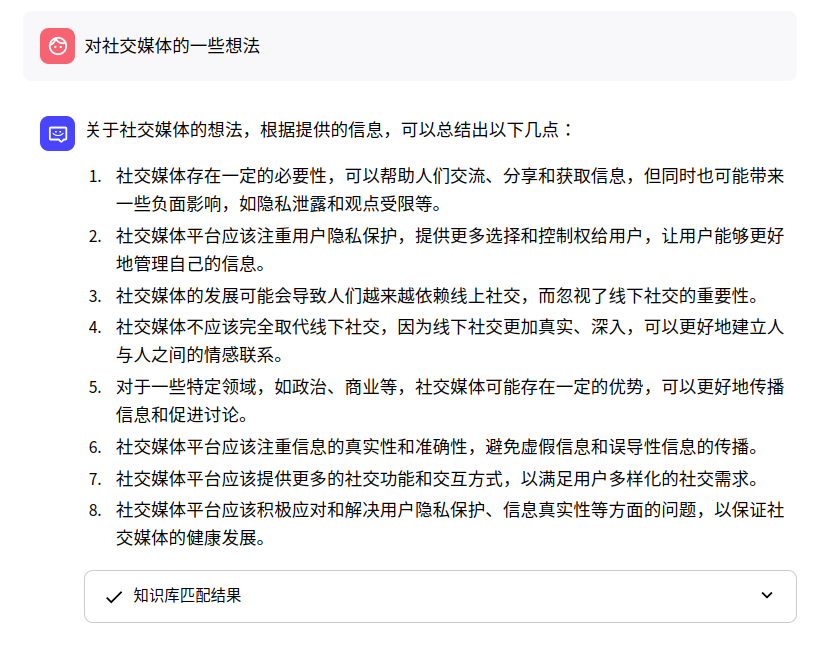 对社交媒体的一些想法
关于社交媒体的想法，根据提供的信息，可以总结出以下几点：
1. 社交媒体存在一定的必要性，可以帮助人们交流、分享和获取信息，但同时也可能带来
一些负面影响，如隐私泄露和观点受限等。
2. 社交媒体平台应该注重用户隐私保护，提供更多选择和控制权给用户，让用户能够更好
地管理自己的信息。
3. 社交媒体的发展可能会导致人们越来越依赖线上社交，而忽视了线下社交的重要性。
4. 社交媒体不应该完全取代线下社交，因为线下社交更加真实、深入，可以更好地建立人
与人之间的情感联系。
5. 对于一些特定领域，如政治、商业等，社交媒体可能存在一定的优势，可以更好地传播
信息和促进讨论。
6. 社交媒体平台应该注重信息的真实性和准确性，避免虚假信息和误导性信息的传播。
7. 社交媒体平台应该提供更多的社交功能和交互方式，以满足用户多样化的社交需求。
8. 社交媒体平台应该积极应对和解决用户隐私保护、信息真实性等方面的问题，以保证社
交媒体的健康发展。
知识库匹配结果